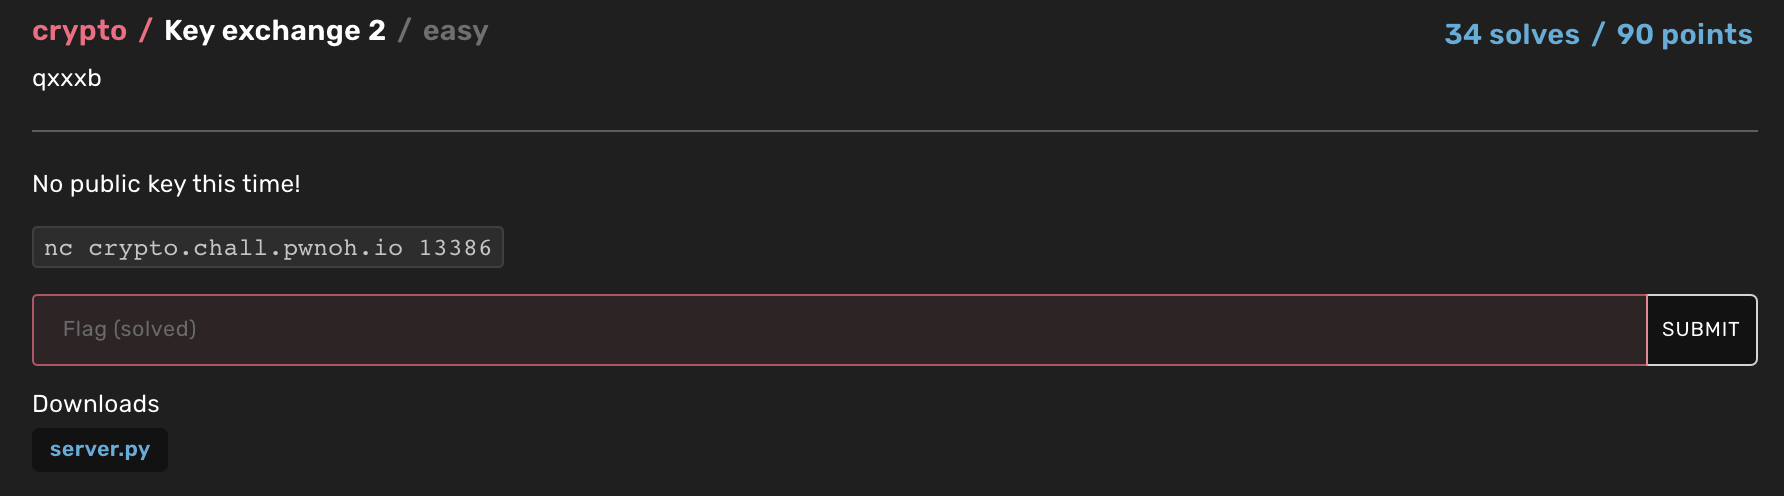 crypto / Key exchange 2 / easy
34 solves / 90 points
qxxxb
No public key this time!
nc crypto.chall.pwnoh.io 13386
Flag (solved)
SUBMIT
Downloads
server.py